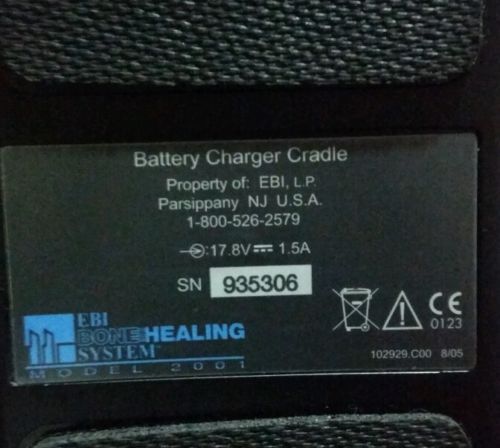 Battery Charger Cradle
Property of: EBI, L.P.
Parsippany NJ U.S.A.
1-800-526-2579
:17.8V⎓ 1.5A
SN 935306
EBI
BONE HEALING
SYSTEM™
MODEL 2001
CE
0123
102929.C00 8/05